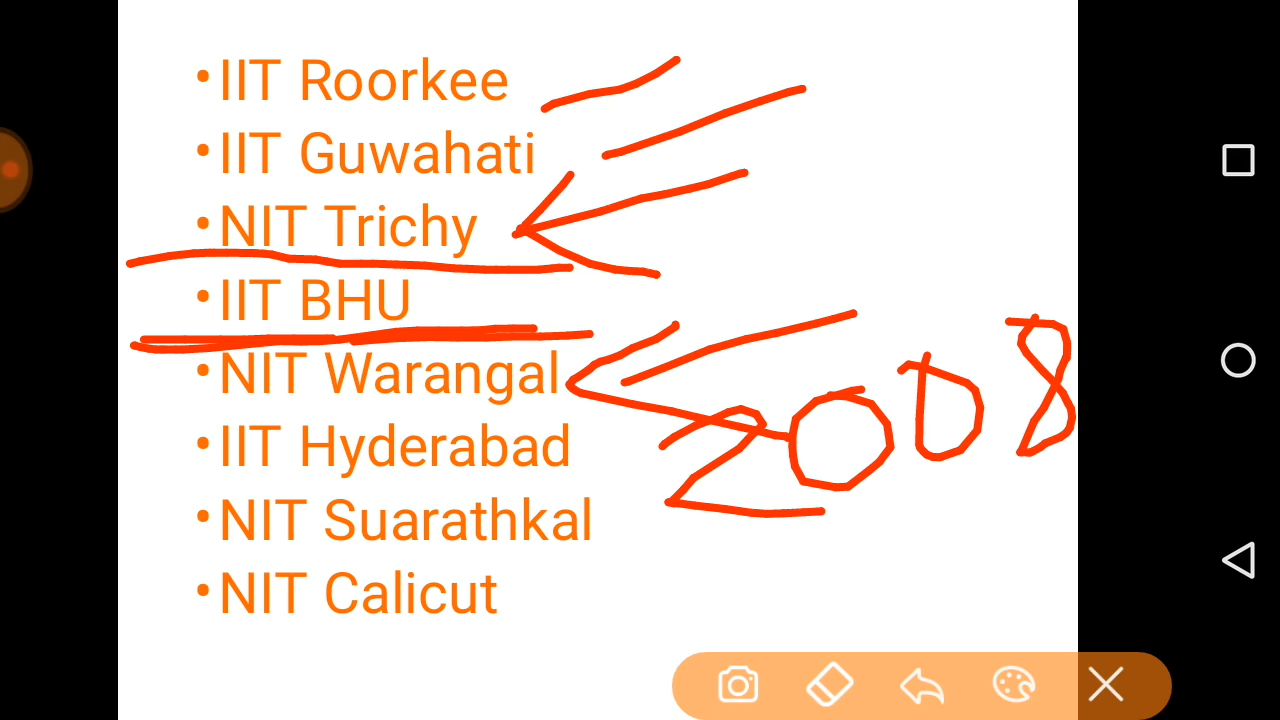 •IIT Roorkee
•IIT Guwahati
•NIT Trichy
•IIT BHU
•NIT Warangal
•IIT Hyderabad
•NIT Suarathkal
•NIT Calicut
2008